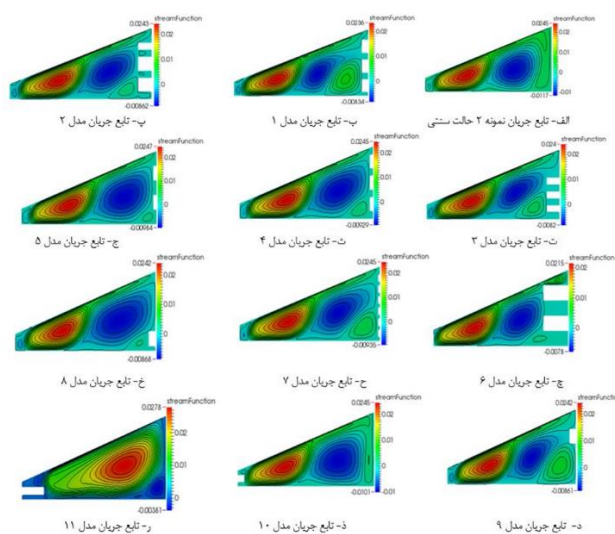 الف- تابع جریان نمونه ۲ حالت سنتی
0.0245
streamFunction
0.02
0.01
0
-0.01
-0.0117
ب- تابع جریان مدل ۱
0.0236
streamFunction
0.02
0.01
0
-0.00634
پ- تابع جریان مدل ۲
0.0243
streamFunction
0.02
0.01
0
-0.00862
ت- تابع جریان مدل ۳
0.024
streamFunction
0.02
0.01
0
-0.0082
ث- تابع جریان مدل ۴
0.0245
streamFunction
0.02
0.01
0
-0.00929
ج- تابع جریان مدل ۵
0.0247
streamFunction
0.02
0.01
0
-0.00984
چ- تابع جریان مدل ۶
0.0215
streamFunction
0.02
0.01
0
-0.0078
ح- تابع جریان مدل ۷
0.0245
streamFunction
0.02
0.01
0
-0.00935
خ- تابع جریان مدل ۸
0.0242
streamFunction
0.02
0.01
0
-0.00868
د- تابع جریان مدل ۹
0.0242
streamFunction
0.02
0.01
0
-0.00861
ذ- تابع جریان مدل ۱۰
0.0245
streamFunction
0.02
0.01
0
-0.0101
ر- تابع جریان مدل ۱۱
0.0278
streamFunction
0.02
0.01
0
-0.00381